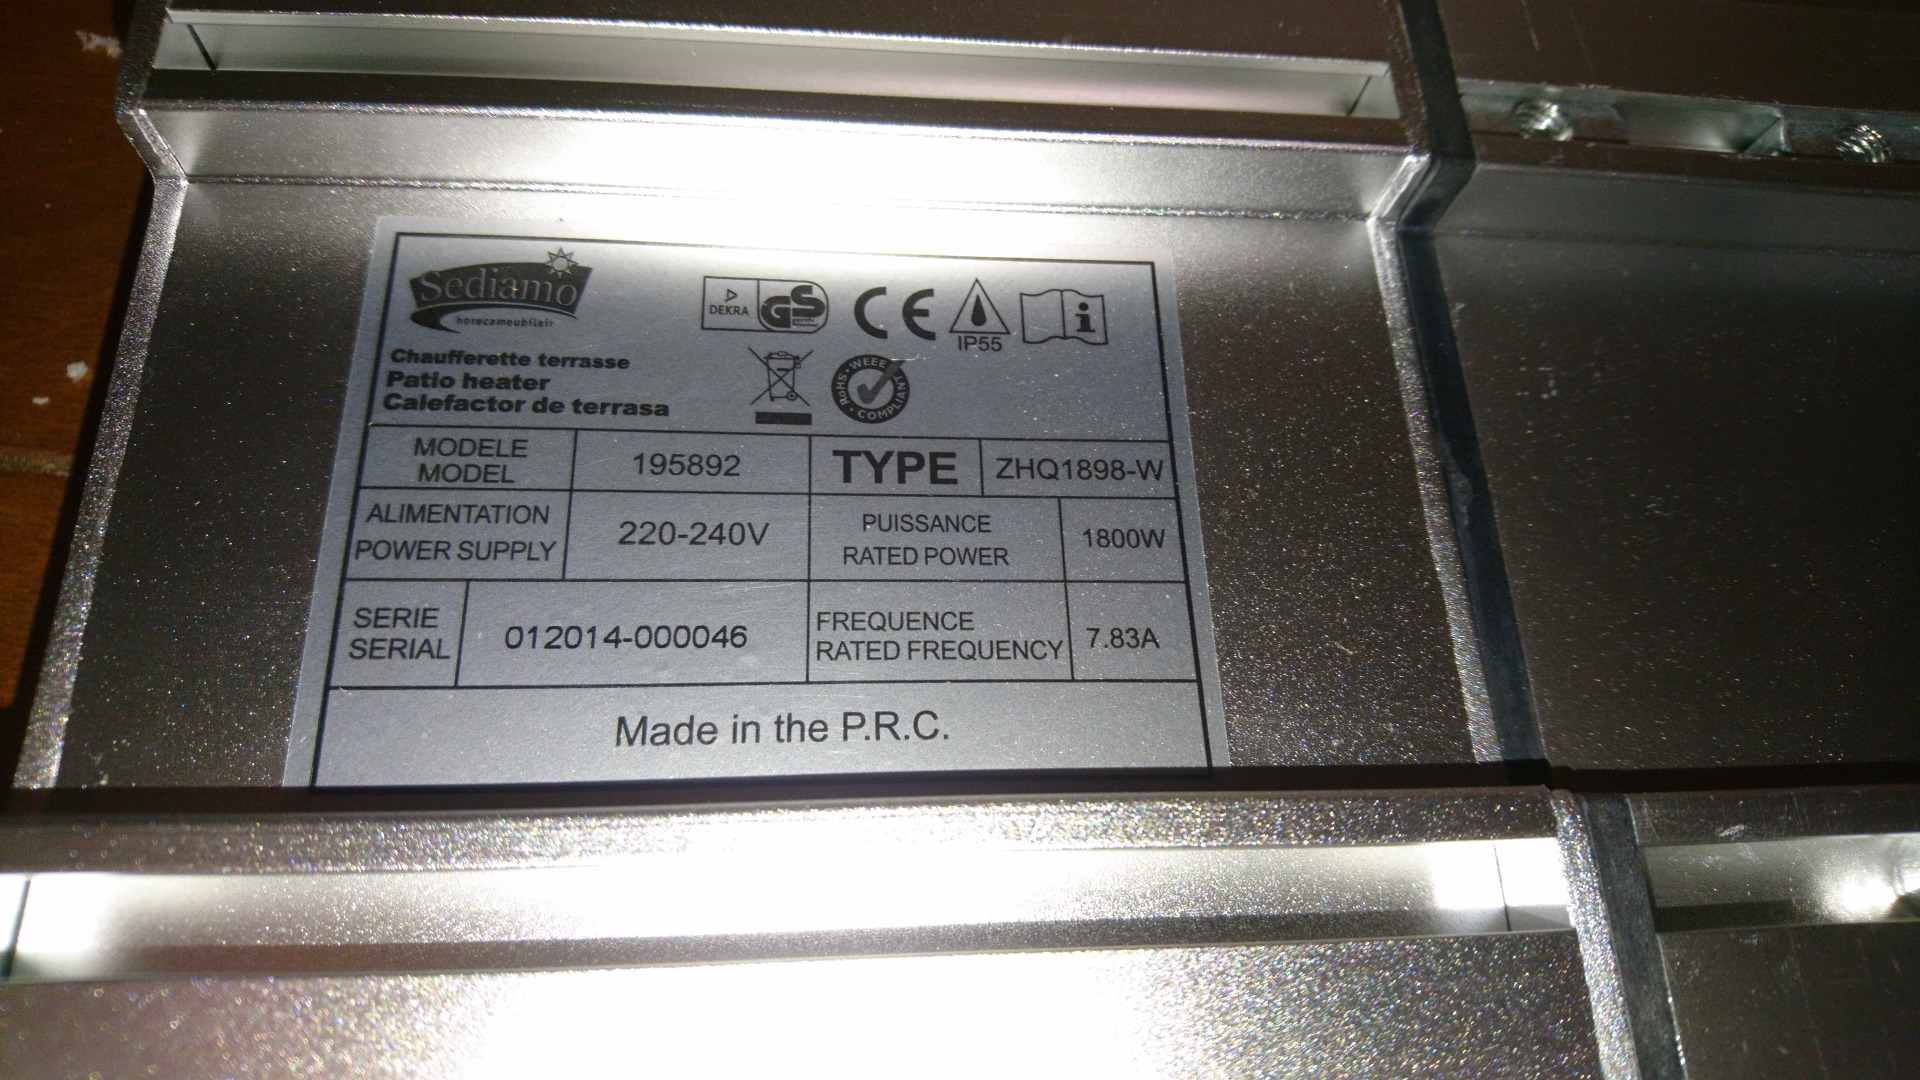 Sediamo
horecameubilair
DEKRA GS
CE
IP55
i
Chaufferette terrasse
Patio heater
Calefactor de terrasa
RoHS · WEEE
COMPLIANT
MODELE
MODEL
195892
TYPE
ZHQ1898-W
ALIMENTATION
POWER SUPPLY
220-240V
PUISSANCE
RATED POWER
1800W
SERIE
SERIAL
012014-000046
FREQUENCE
RATED FREQUENCY
7.83A
Made in the P.R.C.